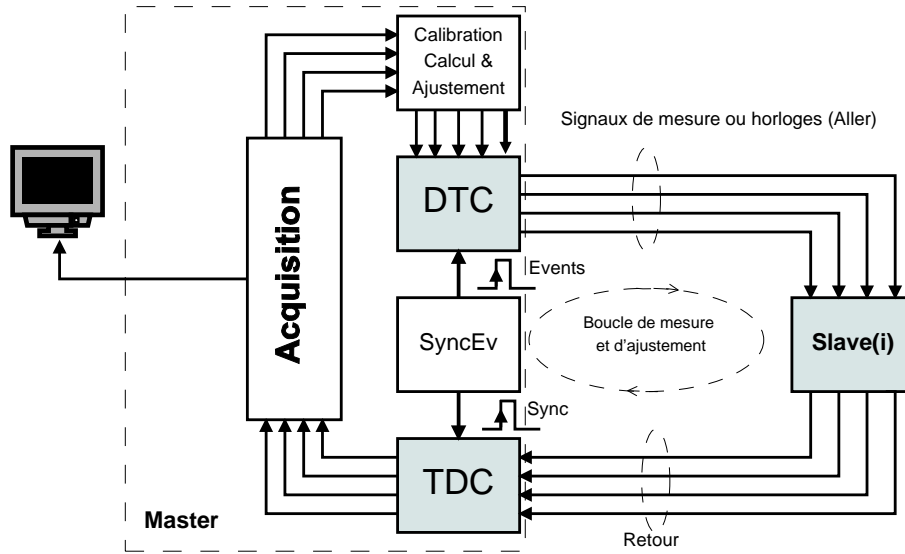 Calibration
Calcul &
Ajustement
Signaux de mesure ou horloges (Aller)
DTC
Acquisition
Events
SyncEv
Boucle de mesure
et d'ajustement
Slave(i)
Sync
TDC
Master
Retour